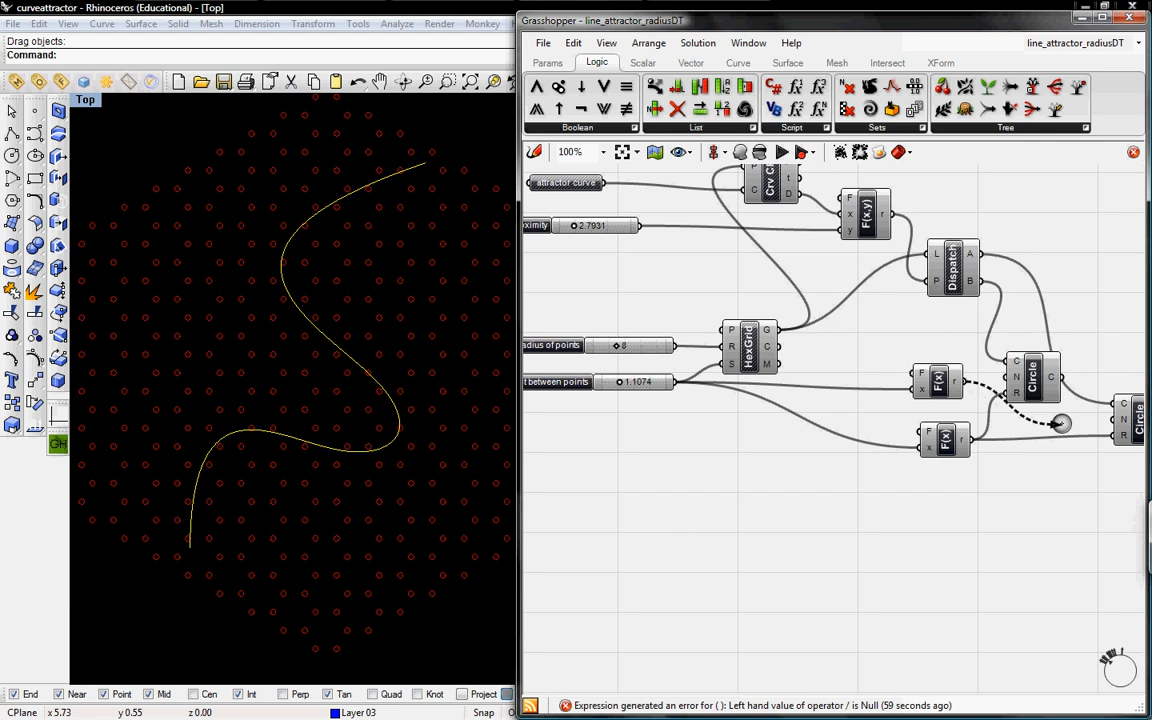 curveattractor - Rhinoceros (Educational) - [Top]
File Edit View Curve Surface Solid Mesh Dimension Transform Tools Analyze Render Monkey
Drag objects:
Command:
Top
GH
End Near Point Mid Cen Int Perp Tan Quad Knot Project
CPlane x 5.73 y 0.55 z 0.00 Layer 03 Snap
Grasshopper - line_attractor_radiusDT
File Edit View Arrange Solution Window Help line_attractor_radiusDT
Params Logic Scalar Vector Curve Surface Mesh Intersect XForm
Boolean List Script Sets Tree
100%
attractor curve
C
Crv C
t
D
ximity 2.7931
F
x
y
F(x,y)
r
L
P
Dispatch
A
B
adius of points 8
t between points 1.1074
P
R
S
HexGrid
G
C
M
F
x
F(x)
r
C
N
R
Circle
C
F
x
F(x)
r
C
N
R
Circle
Expression generated an error for ( ): Left hand value of operator / is Null (59 seconds ago)